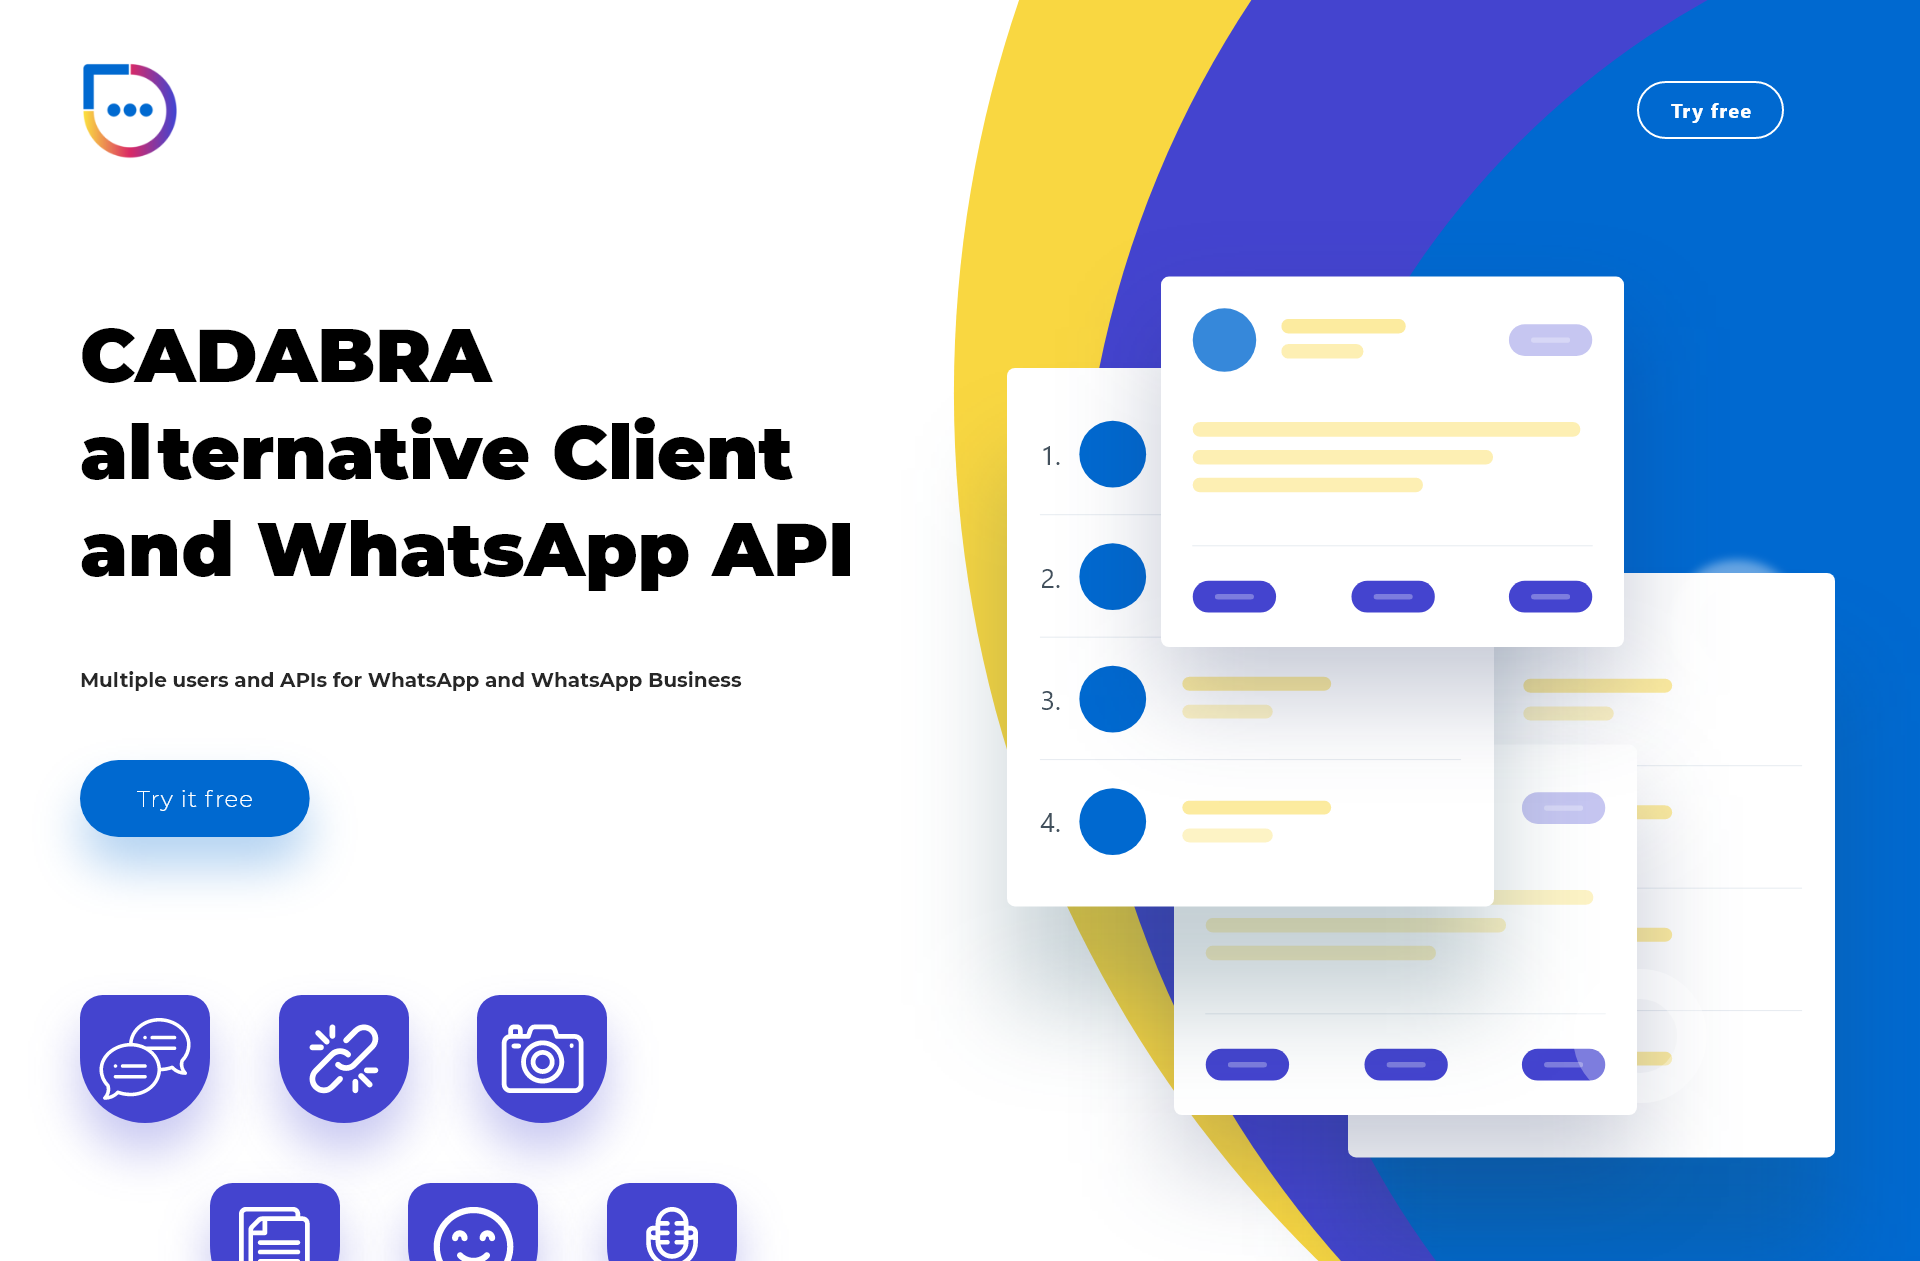 Try free
CADABRA
alternative Client
and WhatsApp API
Multiple users and APIs for WhatsApp and WhatsApp Business
Try it free
1.
2.
3.
4.